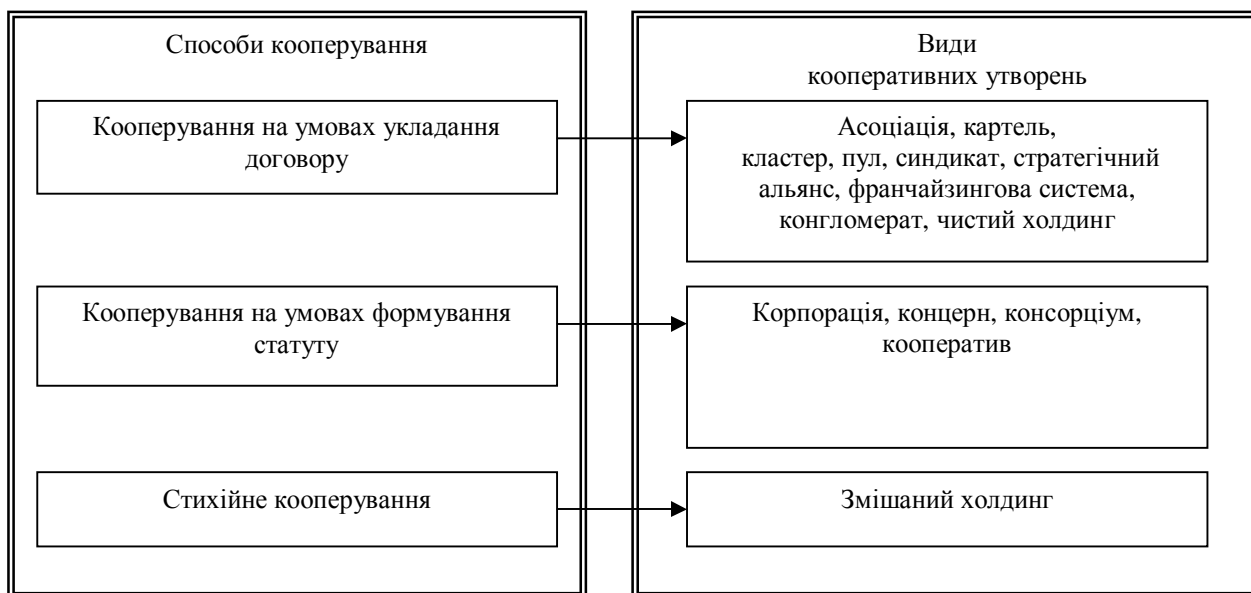 Способи кооперування
Кооперування на умовах укладання
договору
Кооперування на умовах формування
статуту
Стихійне кооперування
Види
кооперативних утворень
Асоціація, картель,
кластер, пул, синдикат, стратегічний
альянс, франчайзингова система,
конгломерат, чистий холдинг
Корпорація, концерн, консорціум,
кооператив
Змішаний холдинг